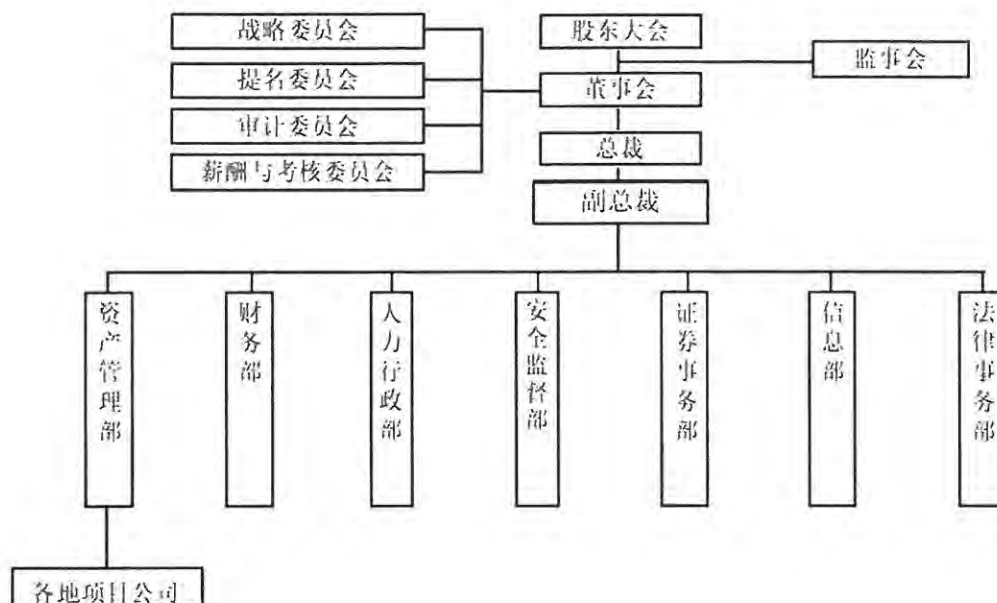 战略委员会
股东大会
监事会
提名委员会
董事会
审计委员会
总裁
薪酬与考核委员会
副总裁
资产管理部
财务部
人力行政部
安全监督部
证券事务部
信息部
法律事务部
各地项目公司